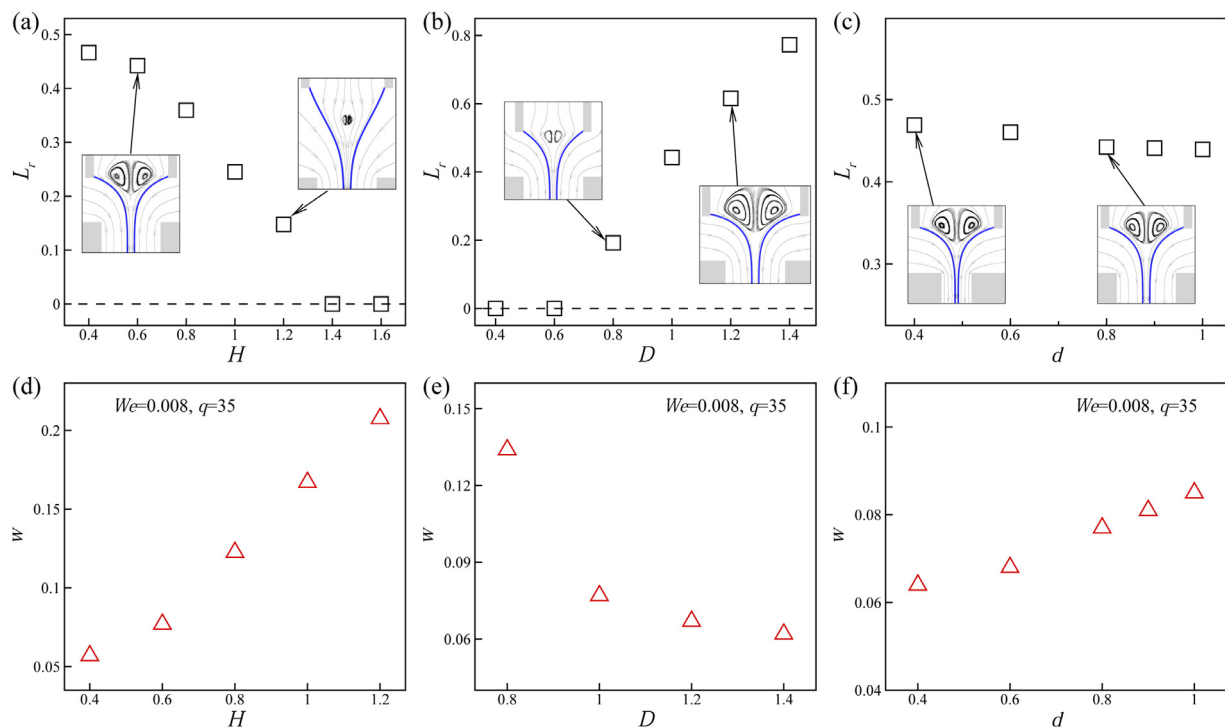 (a)
0.5
0.4
0.3
0.2
0.1
0
L_r
0.4 0.6 0.8 1 1.2 1.4 1.6
H
(b)
0.8
0.6
0.4
0.2
0
L_r
0.4 0.6 0.8 1 1.2 1.4
D
(c)
0.5
0.4
0.3
L_r
0.4 0.6 0.8 1
d
(d)
We=0.008, q=35
0.2
0.15
0.1
0.05
w
0.4 0.6 0.8 1 1.2
H
(e)
We=0.008, q=35
0.15
0.12
0.09
0.06
w
0.8 1 1.2 1.4
D
(f)
We=0.008, q=35
0.1
0.08
0.06
0.04
w
0.4 0.6 0.8 1
d